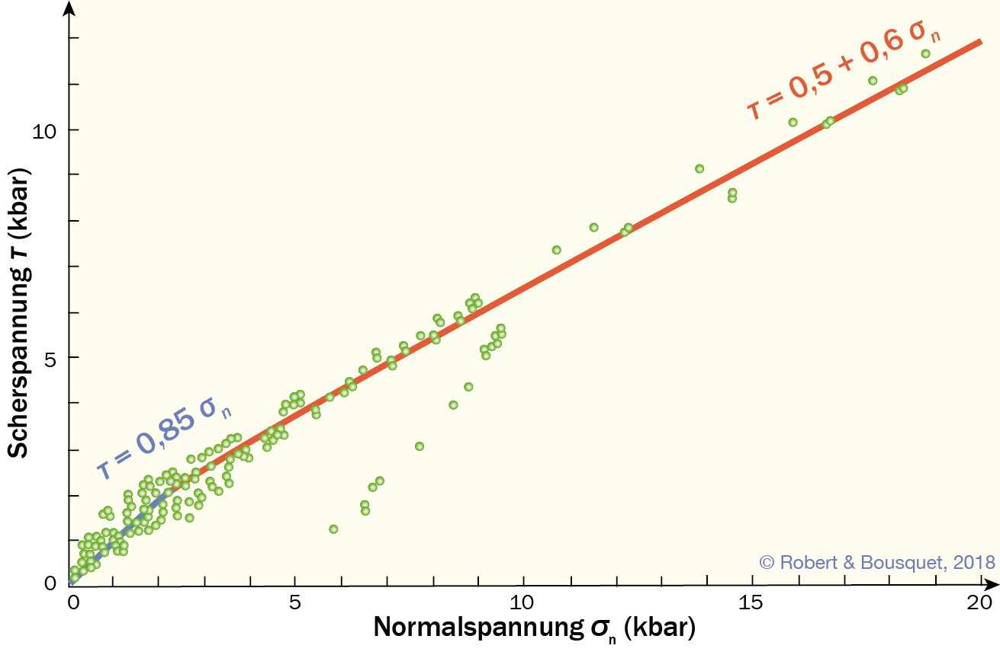 τ = 0,5 + 0,6 σn
10
Scherspannung τ (kbar)
5
τ = 0,85 σn
© Robert & Bousquet, 2018
0
0 5 10 15 20
Normalspannung σn (kbar)